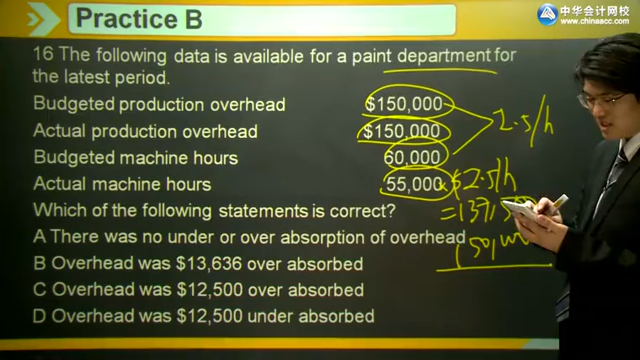 Practice B
中华会计网校
www.chinaacc.com
16 The following data is available for a paint department for
the latest period.
Budgeted production overhead $150,000
Actual production overhead $150,000
Budgeted machine hours 60,000
Actual machine hours 55,000
Which of the following statements is correct?
A There was no under or over absorption of overhead
B Overhead was $13,636 over absorbed
C Overhead was $12,500 over absorbed
D Overhead was $12,500 under absorbed
2.5/h
× $2.5/h